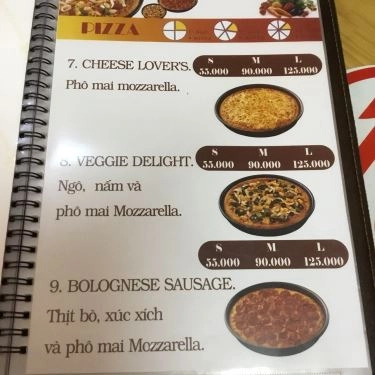 PIZZA
S M L
7. CHEESE LOVER'S. 55.000 90.000 125.000
Phô mai mozzarella.
S M L
8. VEGGIE DELIGHT. 55.000 90.000 125.000
Ngô, nấm và
phô mai Mozzarella.
S M L
55.000 90.000 125.000
9. BOLOGNESE SAUSAGE.
Thịt bò, xúc xích
và phô mai Mozzarella.